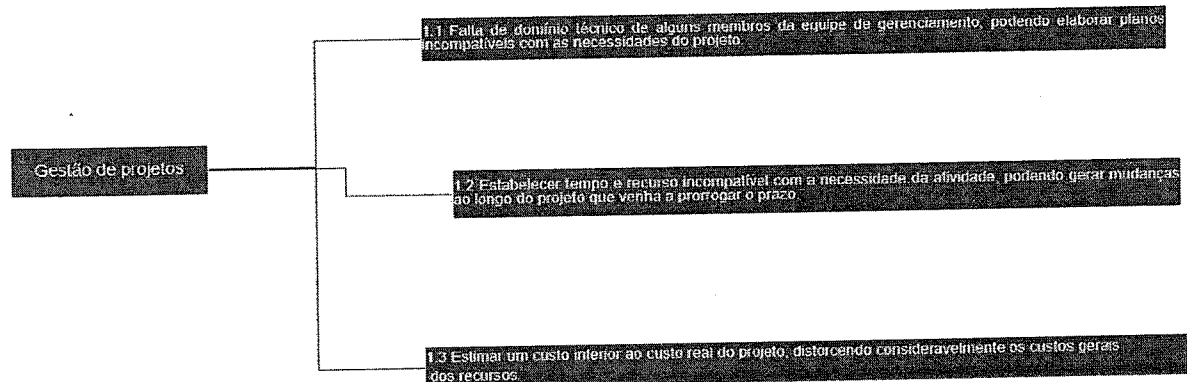 1.1 Falta de domínio técnico de alguns membros da equipe de gerenciamento, podendo elaborar planos
incompatíveis com as necessidades do projeto.
Gestão de projetos
1.2 Estabelecer tempo e recurso incompatível com a necessidade da atividade, podendo gerar mudanças
ao longo do projeto que venha a prorrogar o prazo.
1.3 Estimar um custo inferior ao custo real do projeto, distorcendo consideravelmente os custos gerais
dos recursos.